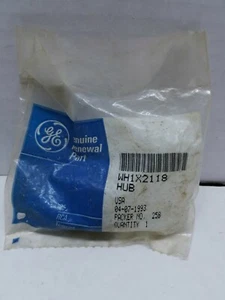 GE
Genuine
Renewal
Part
WH1X2118
HUB
USA
04-07-1993
PACKER NO. 258
QUANTITY 1